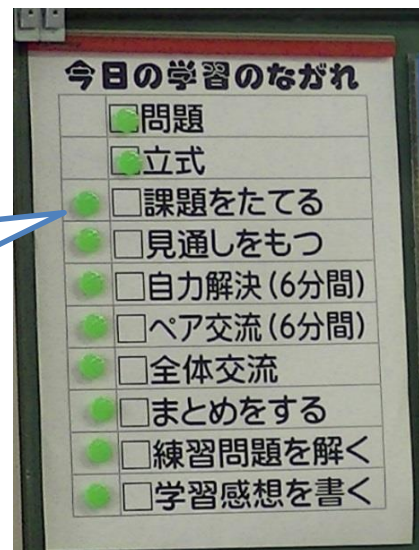 今日の学習のながれ
問題
立式
□課題をたてる
□見通しをもつ
□自力解決(6分間)
□ペア交流(6分間)
□全体交流
□まとめをする
□練習問題を解く
□学習感想を書く